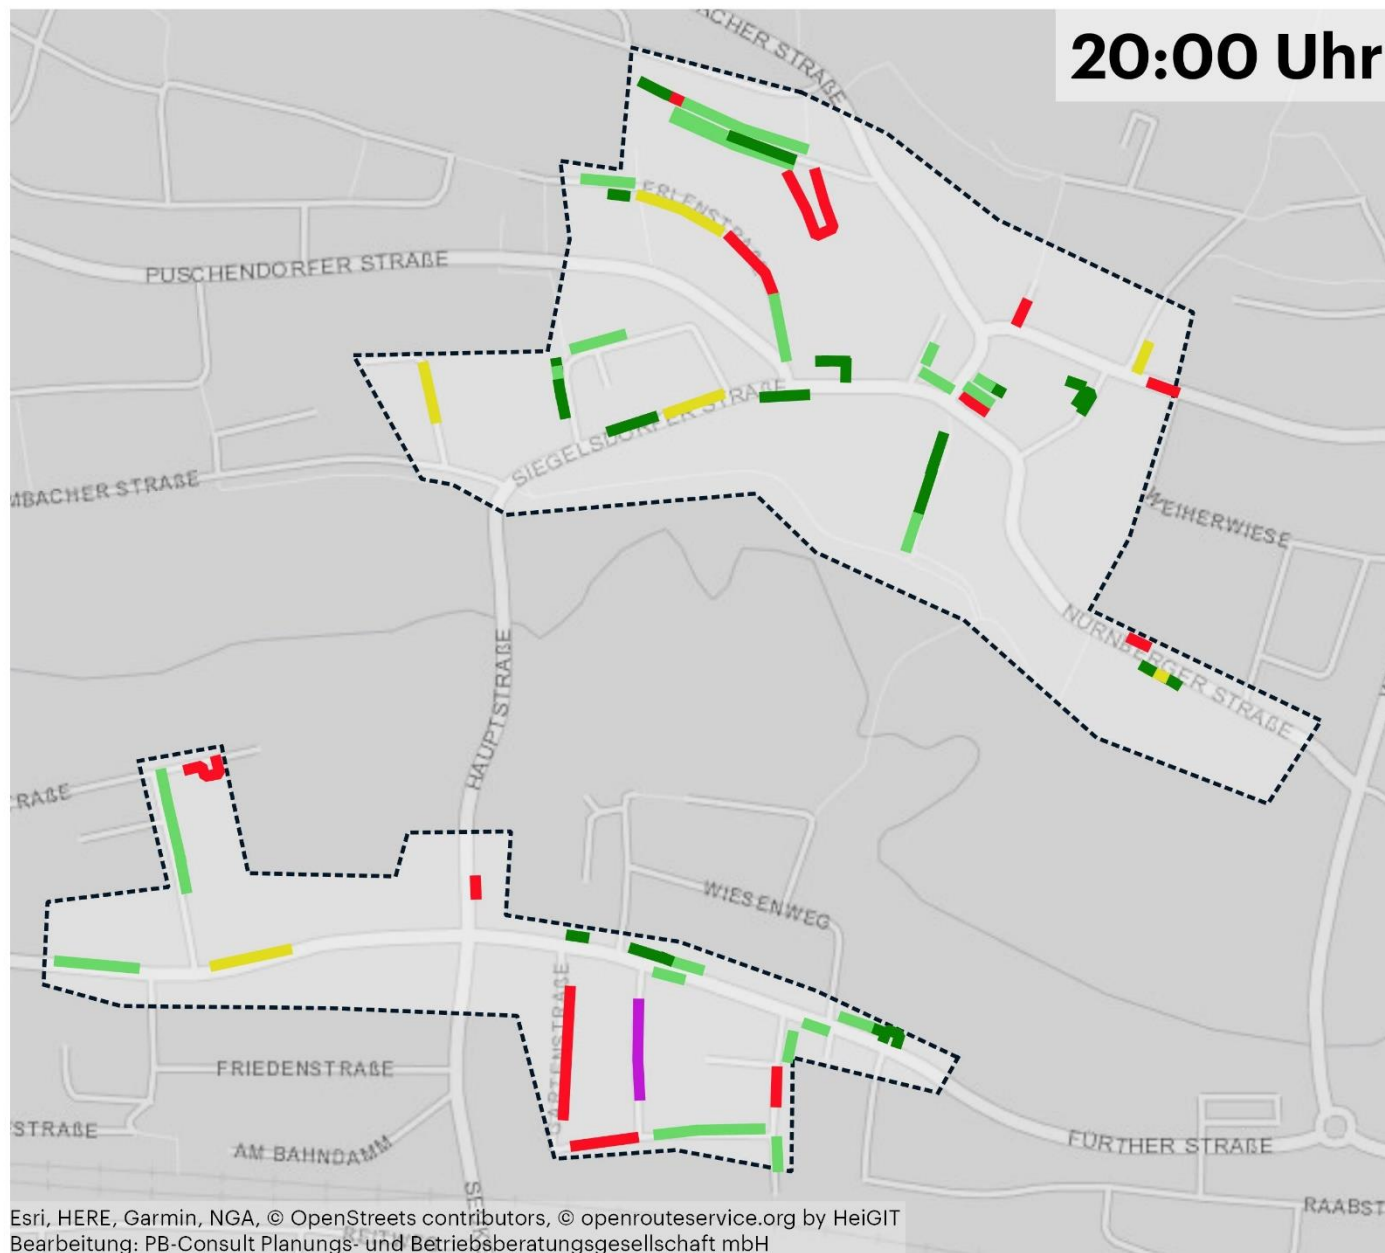 20:00 Uhr
ACHER STRAßE
ERLENSTRAßE
PUSCHENDORFER STRAßE
SIEGELSDORFER STRAßE
MBACHER STRAßE
WEIHERWIESE
NÜRNBERGER STRAßE
HAUPTSTRAßE
RAßE
WIESENWEG
GARTENSTRAßE
FRIEDENSTRAßE
STRAßE
AM BAHNDAMM
FÜRTHER STRAßE
RAABST
REITWEG
Esri, HERE, Garmin, NGA, © OpenStreets contributors, © openrouteservice.org by HeiGIT
Bearbeitung: PB-Consult Planungs- und Betriebsberatungsgesellschaft mbH